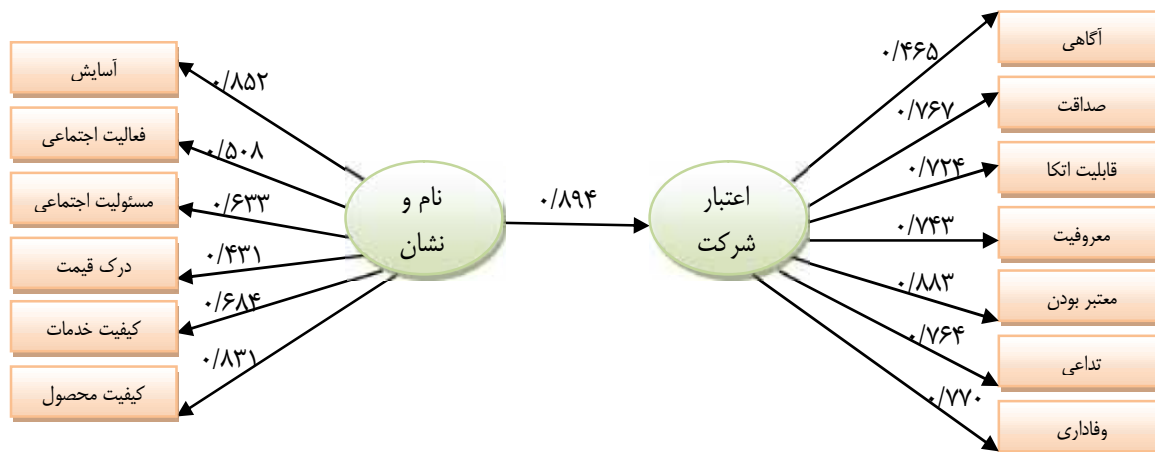 آگاهی
صداقت
قابلیت اتکا
معروفیت
معتبر بودن
تداعی
وفاداری
۰/۴۶۵
۰/۷۶۷
۰/۷۲۴
۰/۷۴۳
۰/۸۸۳
۰/۷۶۴
۰/۷۷۰
اعتبار
شرکت
۰/۸۹۴
نام و
نشان
۰/۸۵۲
۰/۵۰۸
۰/۶۳۳
۰/۴۳۱
۰/۶۸۴
۰/۸۳۱
آسایش
فعالیت اجتماعی
مسئولیت اجتماعی
درک قیمت
کیفیت خدمات
کیفیت محصول